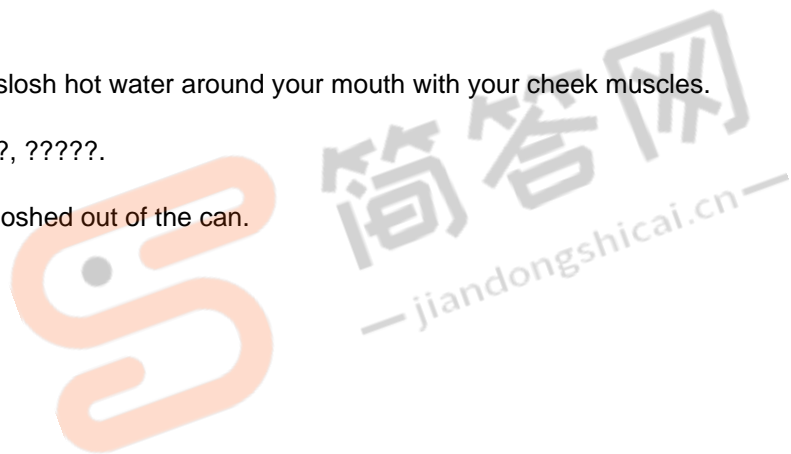 slosh hot water around your mouth with your cheek muscles.
?, ?????.
oshed out of the can.
简答网
jiandongshicai.cn